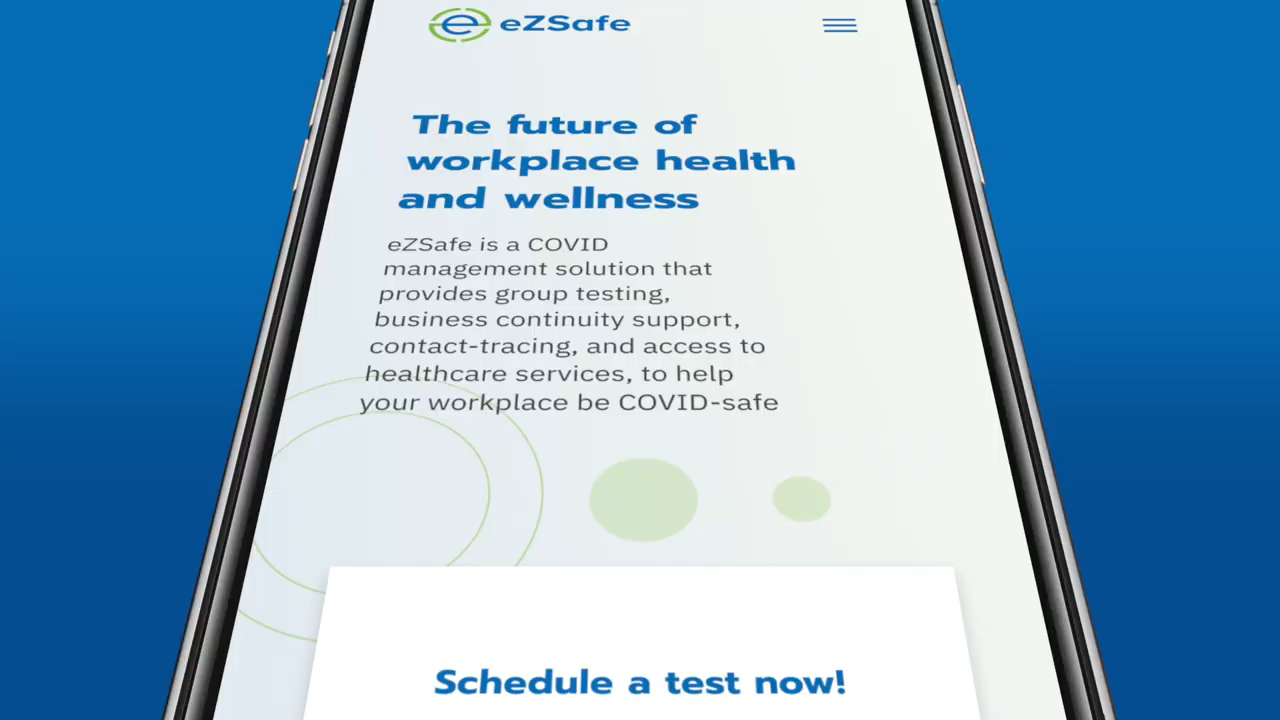 eZSafe
The future of
workplace health
and wellness
eZSafe is a COVID
management solution that
provides group testing,
business continuity support,
contact-tracing, and access to
healthcare services, to help
your workplace be COVID-safe
Schedule a test now!